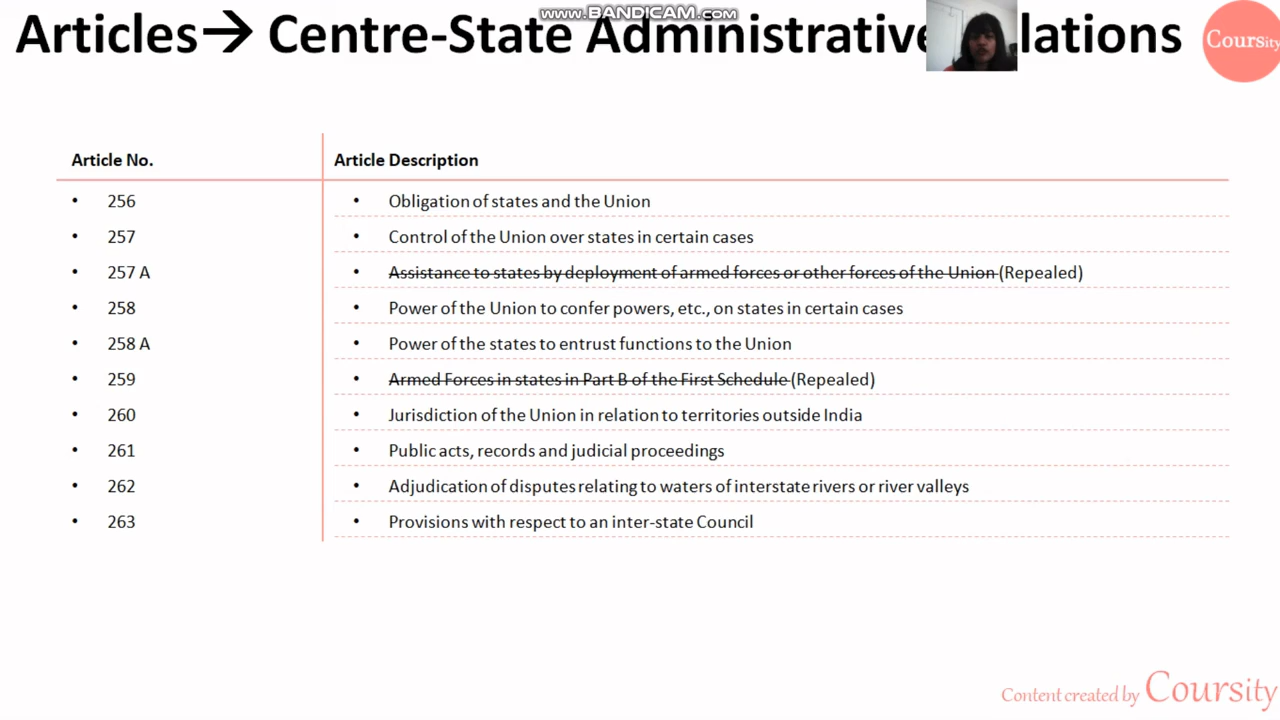 www.BANDICAM.com
Articles→ Centre-State Administrative lations
Coursity
Article No. Article Description
• 256 • Obligation of states and the Union
• 257 • Control of the Union over states in certain cases
• 257 A • Assistance to states by deployment of armed forces or other forces of the Union (Repealed)
• 258 • Power of the Union to confer powers, etc., on states in certain cases
• 258 A • Power of the states to entrust functions to the Union
• 259 • Armed Forces in states in Part B of the First Schedule (Repealed)
• 260 • Jurisdiction of the Union in relation to territories outside India
• 261 • Public acts, records and judicial proceedings
• 262 • Adjudication of disputes relating to waters of interstate rivers or river valleys
• 263 • Provisions with respect to an inter-state Council
Content created by Coursity